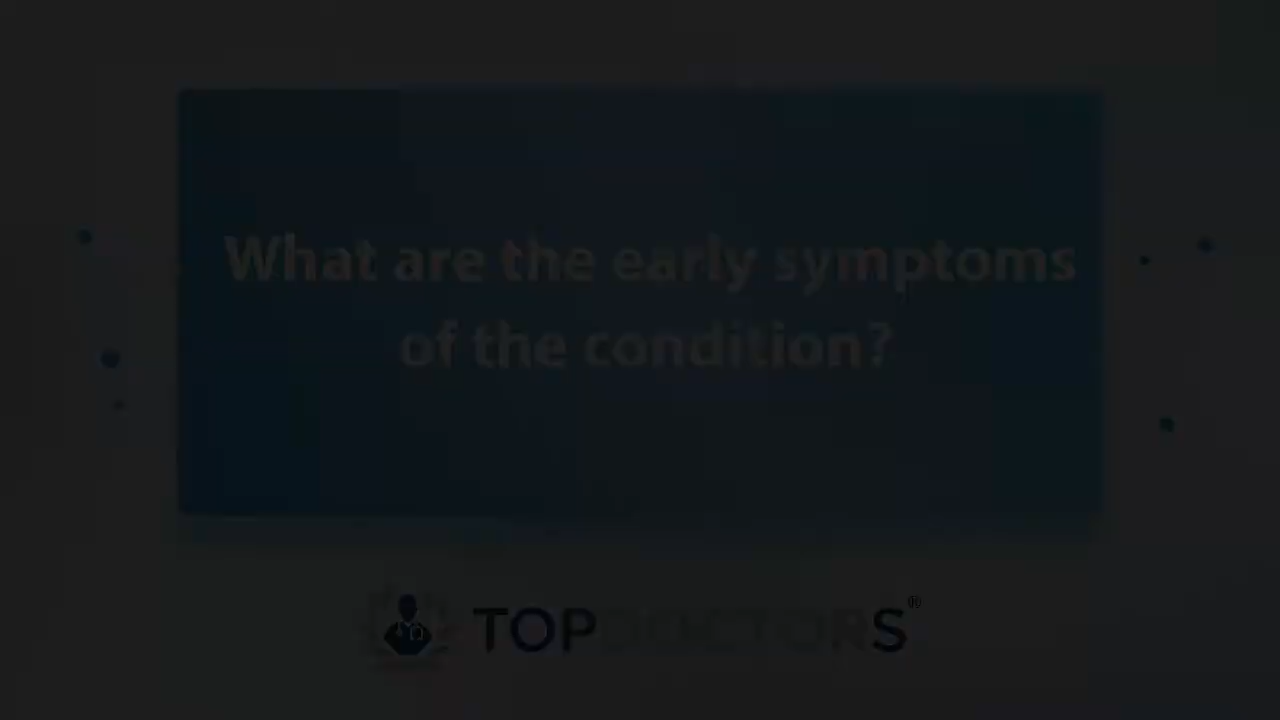 What are the early symptoms
of the condition?
TOPDOCTORS®